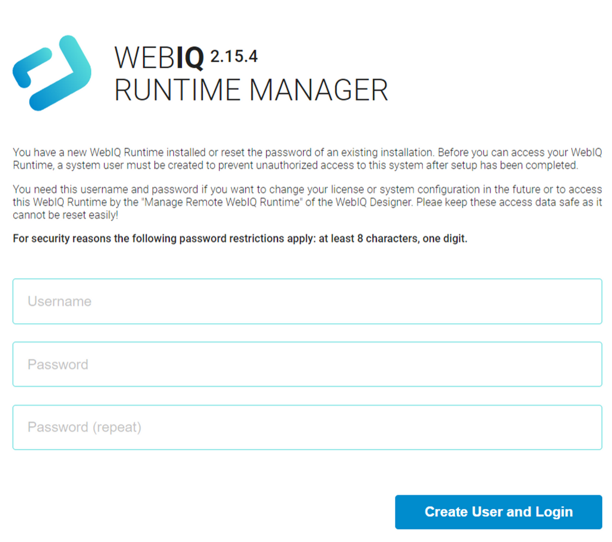 WEBIQ 2.15.4
RUNTIME MANAGER
You have a new WebIQ Runtime installed or reset the password of an existing installation. Before you can access your WebIQ
Runtime, a system user must be created to prevent unauthorized access to this system after setup has been completed.
You need this username and password if you want to change your license or system configuration in the future or to access
this WebIQ Runtime by the "Manage Remote WebIQ Runtime" of the WebIQ Designer. Pleae keep these access data safe as it
cannot be reset easily!
For security reasons the following password restrictions apply: at least 8 characters, one digit.
Username
Password
Password (repeat)
Create User and Login